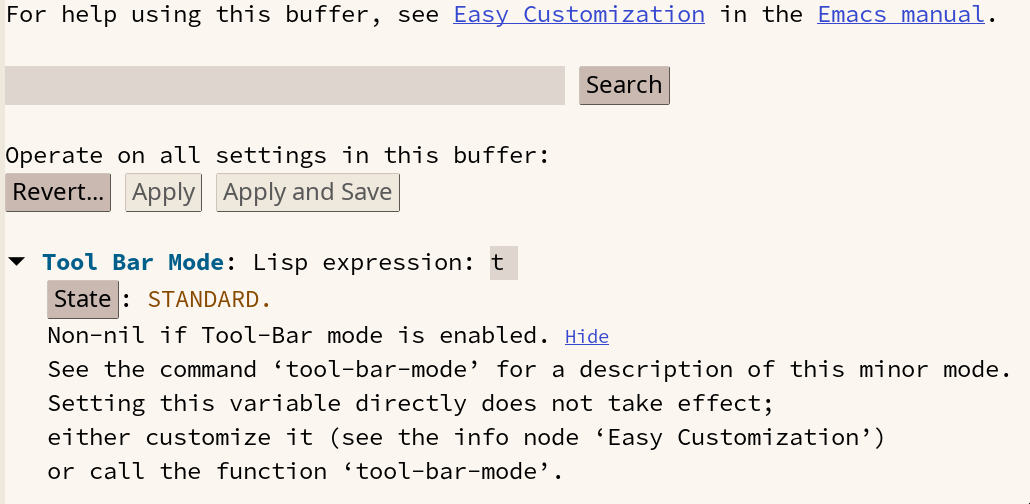 For help using this buffer, see Easy Customization in the Emacs manual.
Search
Operate on all settings in this buffer:
Revert... Apply Apply and Save
Tool Bar Mode: Lisp expression: t
State: STANDARD.
Non-nil if Tool-Bar mode is enabled. Hide
See the command ‘tool-bar-mode’ for a description of this minor mode.
Setting this variable directly does not take effect;
either customize it (see the info node ‘Easy Customization’)
or call the function ‘tool-bar-mode’.